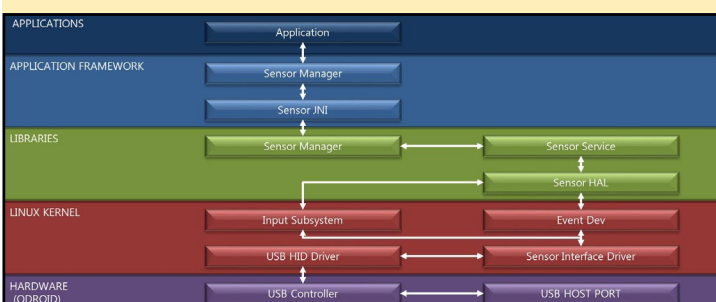 APPLICATIONS
Application
APPLICATION FRAMEWORK
Sensor Manager
Sensor JNI
LIBRARIES
Sensor Manager
Sensor Service
Sensor HAL
LINUX KERNEL
Input Subsystem
Event Dev
USB HID Driver
Sensor Interface Driver
HARDWARE
(ODROID)
USB Controller
USB HOST PORT